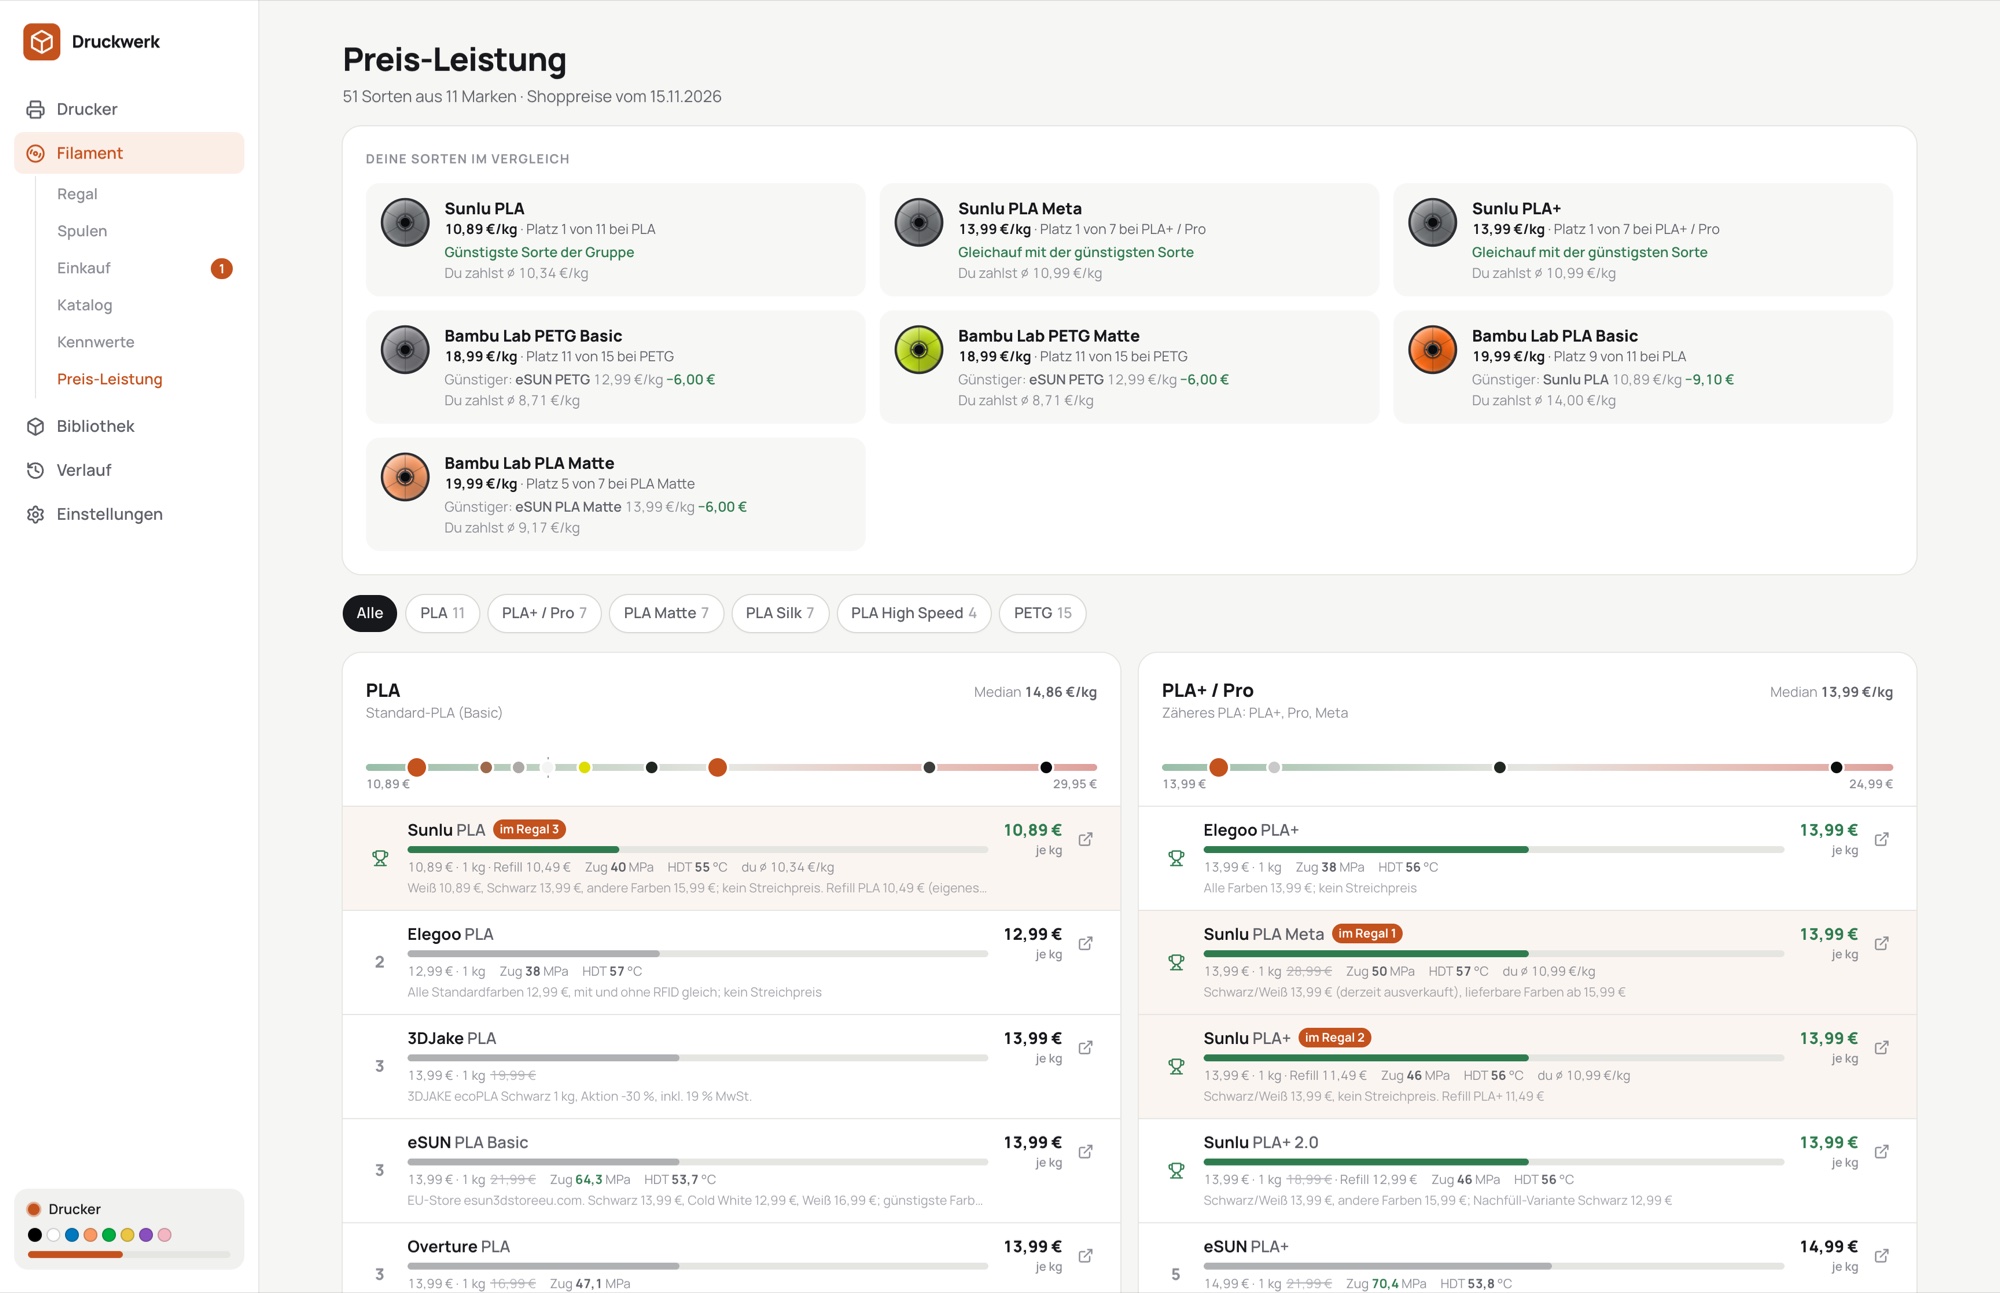 Druckwerk
Drucker
Filament
Regal
Spulen
Einkauf 1
Katalog
Kennwerte
Preis-Leistung
Bibliothek
Verlauf
Einstellungen
Drucker
Preis-Leistung
51 Sorten aus 11 Marken · Shoppreise vom 15.11.2026
DEINE SORTEN IM VERGLEICH
Sunlu PLA
10,89 €/kg · Platz 1 von 11 bei PLA
Günstigste Sorte der Gruppe
Du zahlst ⌀ 10,34 €/kg
Sunlu PLA Meta
13,99 €/kg · Platz 1 von 7 bei PLA+ / Pro
Gleichauf mit der günstigsten Sorte
Du zahlst ⌀ 10,99 €/kg
Sunlu PLA+
13,99 €/kg · Platz 1 von 7 bei PLA+ / Pro
Gleichauf mit der günstigsten Sorte
Du zahlst ⌀ 10,99 €/kg
Bambu Lab PETG Basic
18,99 €/kg · Platz 11 von 15 bei PETG
Günstiger: eSUN PETG 12,99 €/kg −6,00 €
Du zahlst ⌀ 8,71 €/kg
Bambu Lab PETG Matte
18,99 €/kg · Platz 11 von 15 bei PETG
Günstiger: eSUN PETG 12,99 €/kg −6,00 €
Du zahlst ⌀ 8,71 €/kg
Bambu Lab PLA Basic
19,99 €/kg · Platz 9 von 11 bei PLA
Günstiger: Sunlu PLA 10,89 €/kg −9,10 €
Du zahlst ⌀ 14,00 €/kg
Bambu Lab PLA Matte
19,99 €/kg · Platz 5 von 7 bei PLA Matte
Günstiger: eSUN PLA Matte 13,99 €/kg −6,00 €
Du zahlst ⌀ 9,17 €/kg
Alle PLA 11 PLA+ / Pro 7 PLA Matte 7 PLA Silk 7 PLA High Speed 4 PETG 15
PLA Median 14,86 €/kg
Standard-PLA (Basic)
10,89 € 29,95 €
Sunlu PLA im Regal 3 10,89 €
je kg
10,89 € · 1 kg · Refill 10,49 € Zug 40 MPa HDT 55 °C du ⌀ 10,34 €/kg
Weiß 10,89 €, Schwarz 13,99 €, andere Farben 15,99 €; kein Streichpreis. Refill PLA 10,49 € (eigenes…
Elegoo PLA 12,99 €
je kg
2
12,99 € · 1 kg Zug 38 MPa HDT 57 °C
Alle Standardfarben 12,99 €, mit und ohne RFID gleich; kein Streichpreis
3DJake PLA 13,99 €
je kg
3
13,99 € · 1 kg 19,99 €
3DJAKE ecoPLA Schwarz 1 kg, Aktion -30 %, inkl. 19 % MwSt.
eSUN PLA Basic 13,99 €
je kg
3
13,99 € · 1 kg 21,99 € Zug 64,3 MPa HDT 53,7 °C
EU-Store esun3dstoreeu.com. Schwarz 13,99 €, Cold White 12,99 €, Weiß 16,99 €; günstigste Farb…
Overture PLA 13,99 €
je kg
3
13,99 € · 1 kg 16,99 € Zug 47,1 MPa
PLA+ / Pro Median 13,99 €/kg
Zäheres PLA: PLA+, Pro, Meta
13,99 € 24,99 €
Elegoo PLA+ 13,99 €
je kg
13,99 € · 1 kg Zug 38 MPa HDT 56 °C
Alle Farben 13,99 €; kein Streichpreis
Sunlu PLA Meta im Regal 1 13,99 €
je kg
13,99 € · 1 kg 28,99 € Zug 50 MPa HDT 57 °C du ⌀ 10,99 €/kg
Schwarz/Weiß 13,99 € (derzeit ausverkauft), lieferbare Farben ab 15,99 €
Sunlu PLA+ im Regal 2 13,99 €
je kg
13,99 € · 1 kg · Refill 11,49 € Zug 46 MPa HDT 56 °C du ⌀ 10,99 €/kg
Schwarz/Weiß 13,99 €, kein Streichpreis. Refill PLA+ 11,49 €
Sunlu PLA+ 2.0 13,99 €
je kg
13,99 € · 1 kg 18,99 € · Refill 12,99 € Zug 46 MPa HDT 56 °C
Schwarz/Weiß 13,99 €, andere Farben 15,99 €; Nachfüll-Variante Schwarz 12,99 €
eSUN PLA+ 14,99 €
je kg
5
14,99 € · 1 kg 21,99 € Zug 70,4 MPa HDT 53,8 °C